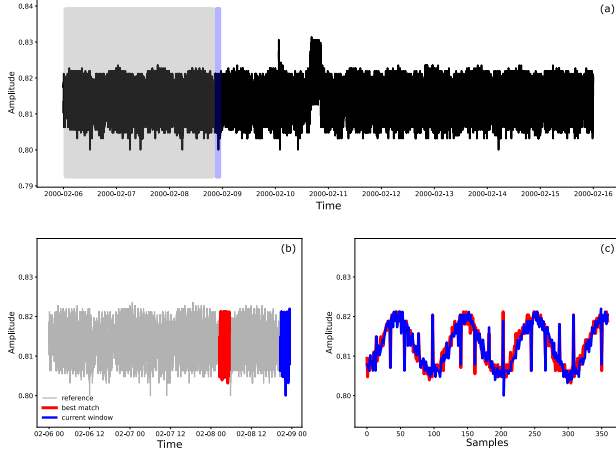 (a)
0.84
0.83
0.82
0.81
0.80
0.79
Amplitude
2000-02-06 2000-02-07 2000-02-08 2000-02-09 2000-02-10 2000-02-11 2000-02-12 2000-02-13 2000-02-14 2000-02-15 2000-02-16
Time
(b)
0.83
0.82
0.81
0.80
Amplitude
reference
best match
current window
02-06 00 02-06 12 02-07 00 02-07 12 02-08 00 02-08 12 02-09 00
Time
(c)
0.83
0.82
0.81
0.80
Amplitude
0 50 100 150 200 250 300 350
Samples